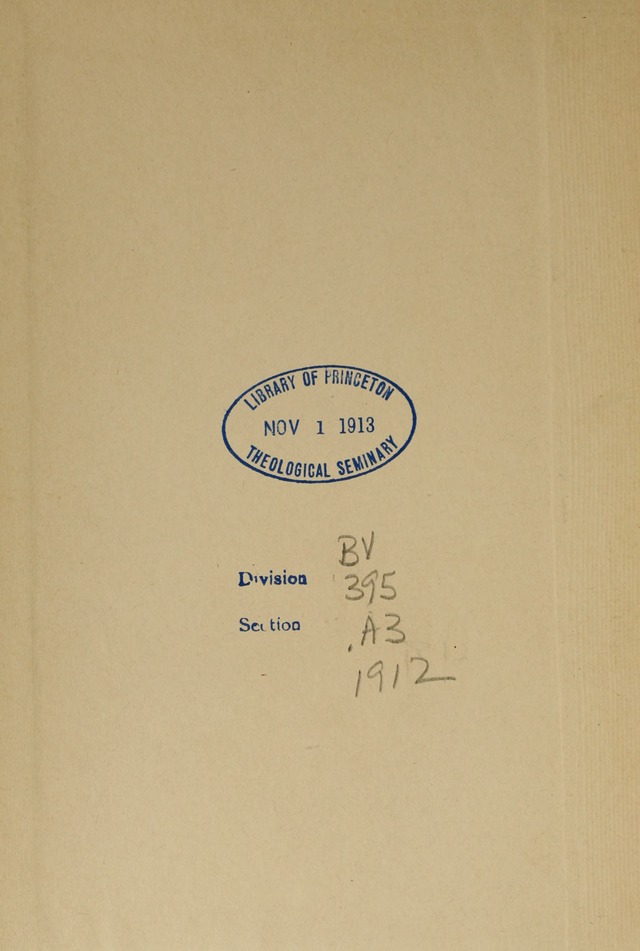 LIBRARY OF PRINCETON
NOV 1 1913
THEOLOGICAL SEMINARY
BV
Division 395
Section .A3
1912